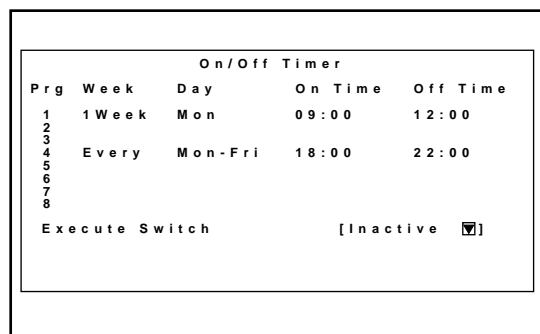 On/Off Timer
Prg Week Day On Time Off Time
1 1Week Mon 09:00 12:00
2
3
4 Every Mon-Fri 18:00 22:00
5
6
7
8
Execute Switch [Inactive ▼]